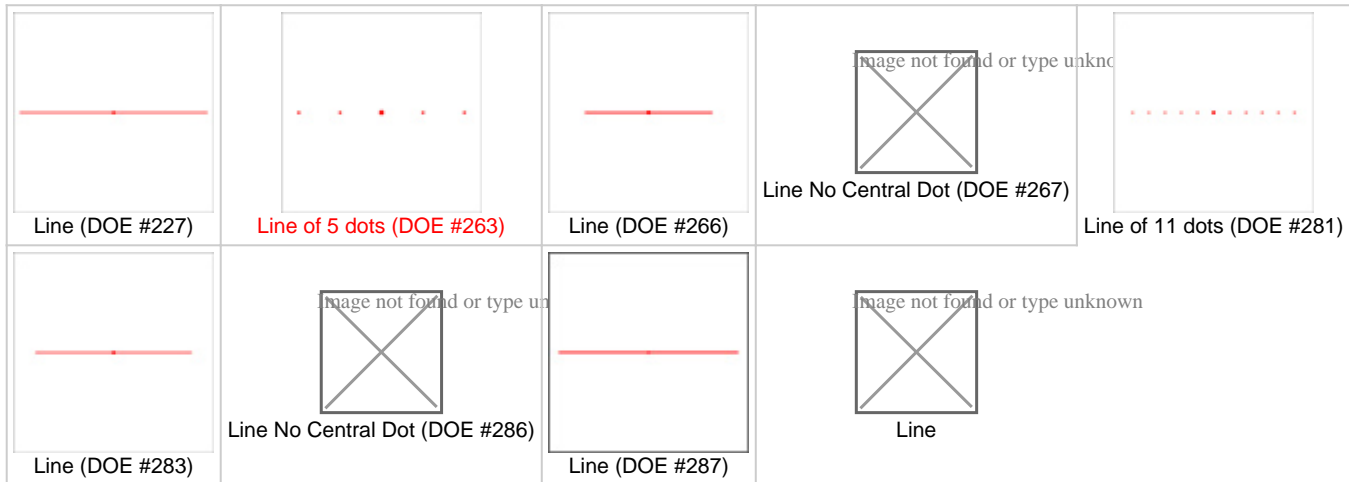 Image not found or type unkno
Line (DOE #227)
Line of 5 dots (DOE #263)
Line (DOE #266)
Line No Central Dot (DOE #267)
Line of 11 dots (DOE #281)
Image not found or type un
Image not found or type unknown
Line (DOE #283)
Line No Central Dot (DOE #286)
Line (DOE #287)
Line